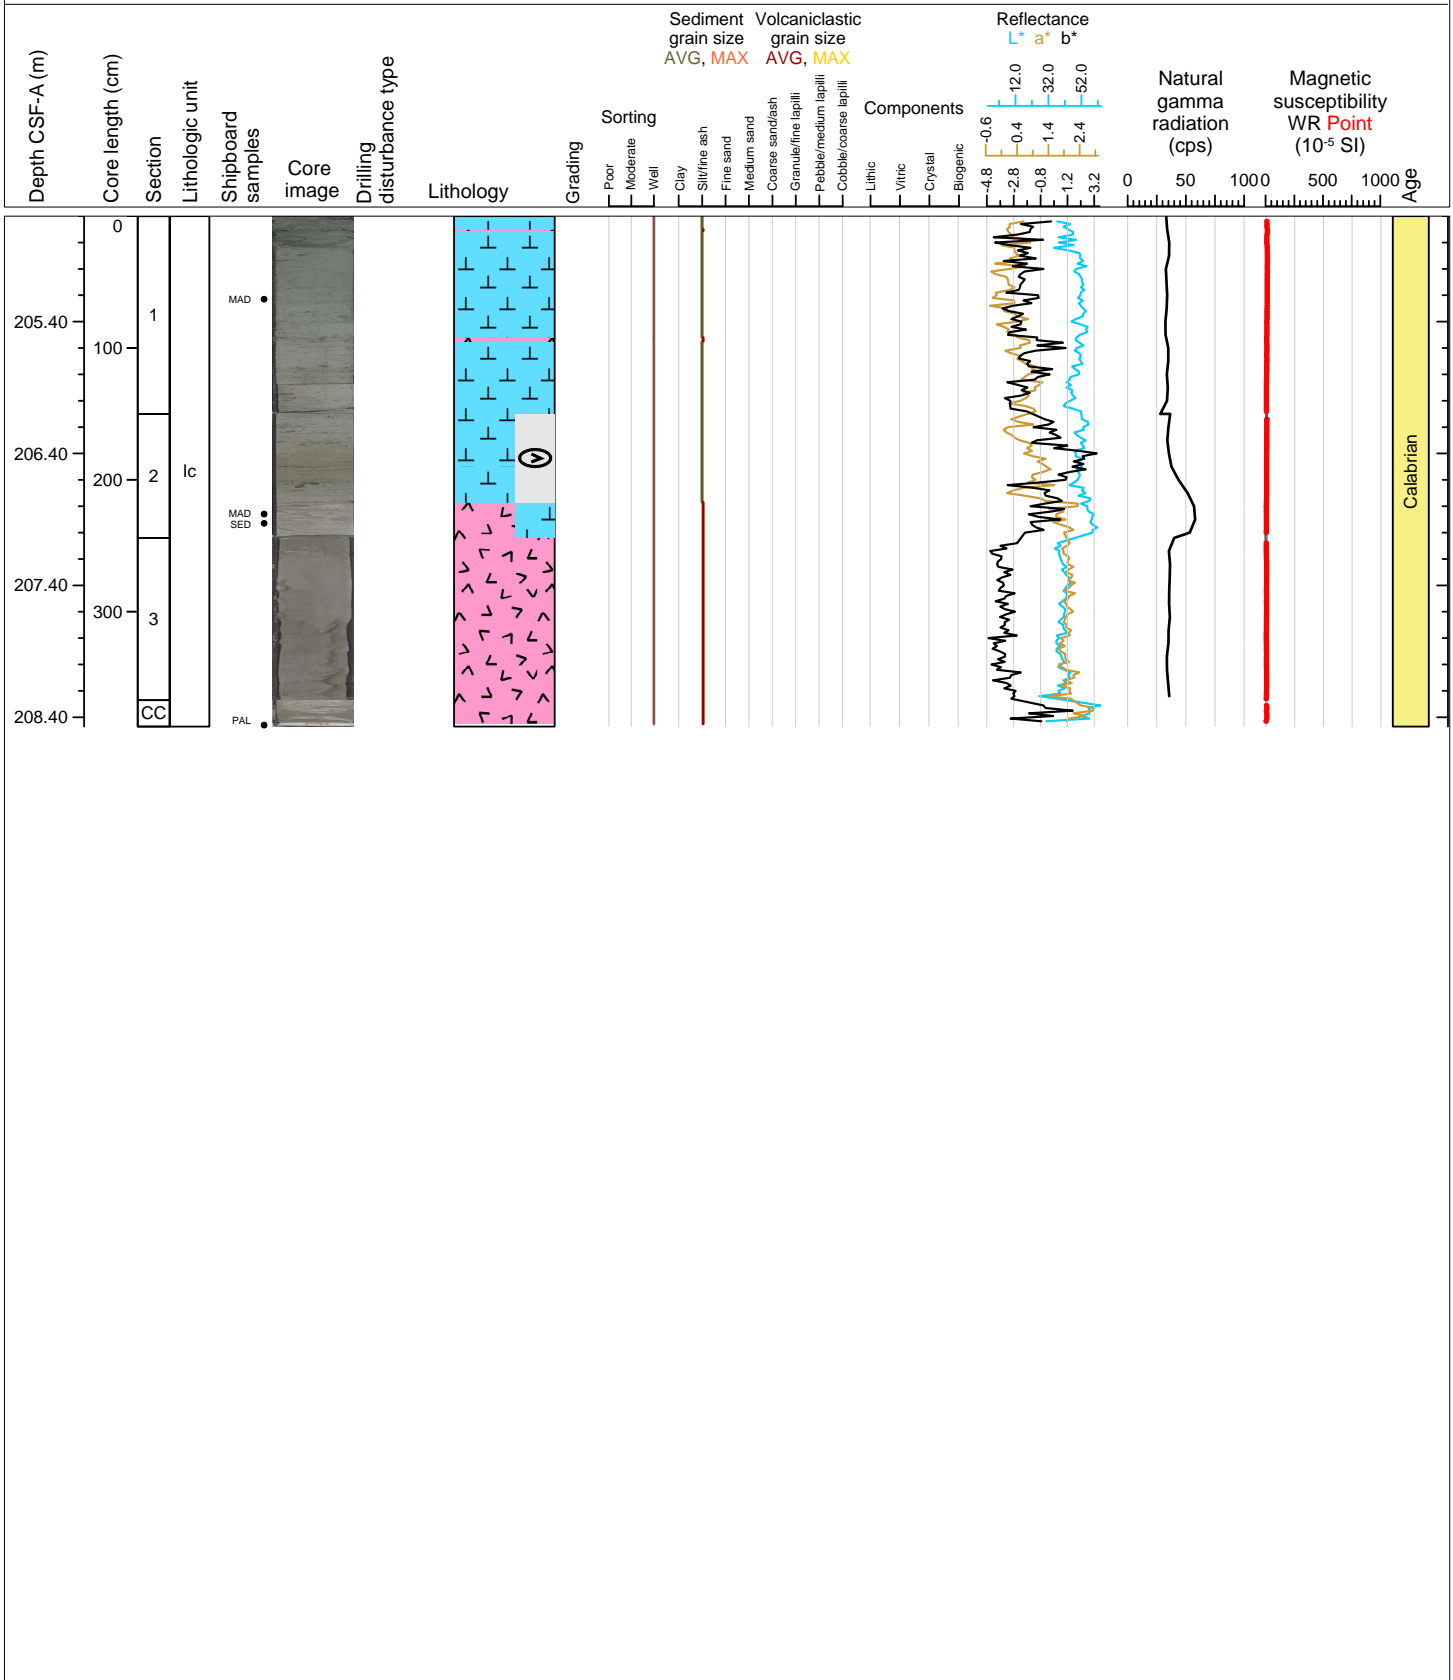 Depth CSF-A (m)
Core length (cm)
Section
Lithologic unit
Shipboard
samples
Core
image
Drilling
disturbance type
Lithology
Grading
Sorting
Poor
Moderate
Well
Sediment
grain size
AVG, MAX
Volcaniclastic
grain size
AVG, MAX
Clay
Silt/fine ash
Fine sand
Medium sand
Coarse sand/ash
Granule/fine lapilli
Pebble/medium lapilli
Cobble/coarse lapilli
Components
Lithic
Vitric
Crystal
Biogenic
Reflectance
L* a* b*
12.0 32.0 52.0
-0.6 0.4 1.4 2.4
-4.8 -2.8 -0.8 1.2 3.2
Natural
gamma
radiation
(cps)
0 50 100
Magnetic
susceptibility
WR Point
(10-5 SI)
0 500 1000
Age
0
1
MAD
205.40
100
206.40
200
2
Ic
MAD
SED
207.40
300
3
CC
208.40
PAL
Calabrian